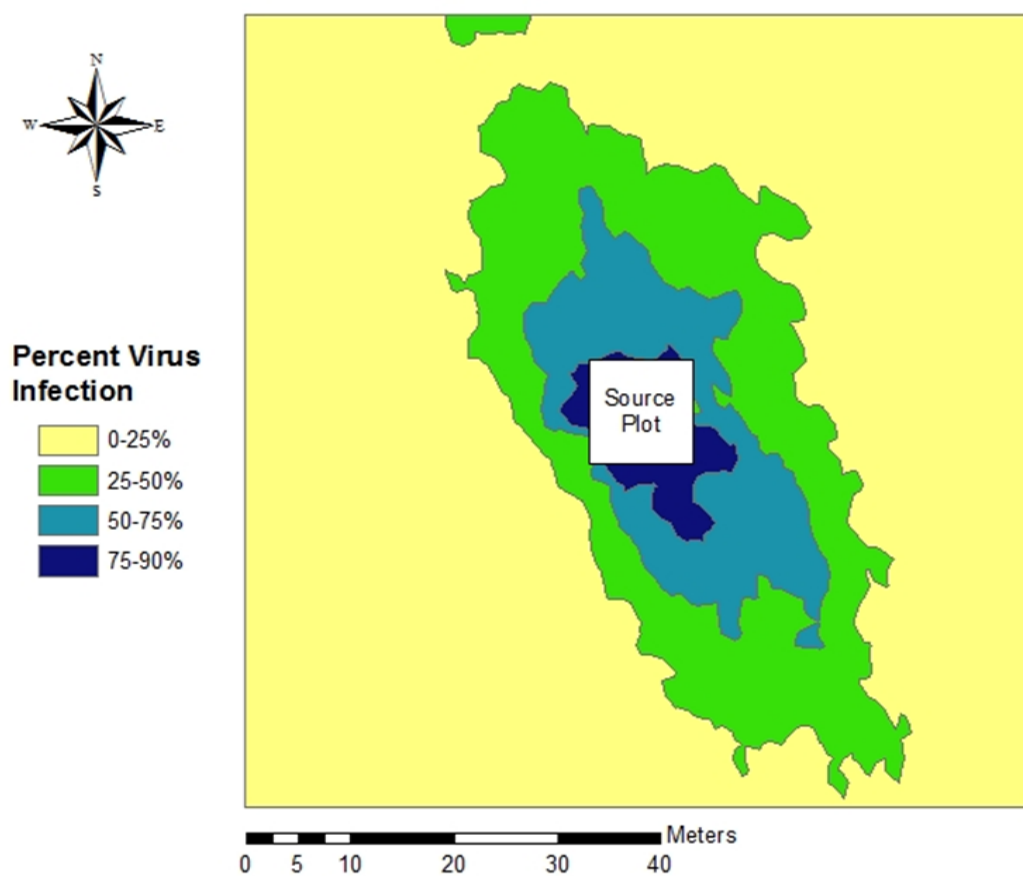 N
W E
S
Percent Virus
Infection
0-25%
25-50%
50-75%
75-90%
Source
Plot
Meters
0 5 10 20 30 40